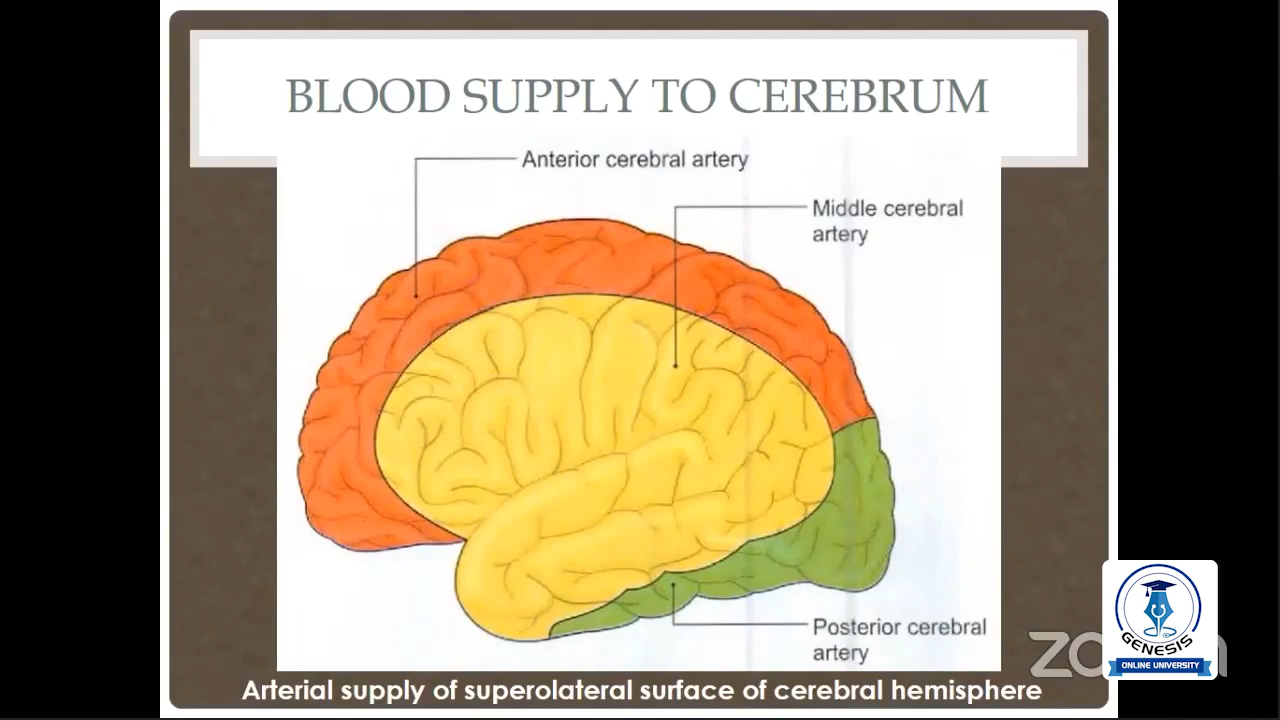 BLOOD SUPPLY TO CEREBRUM
Anterior cerebral artery
Middle cerebral
artery
Posterior cerebral
artery
Arterial supply of superolateral surface of cerebral hemisphere
GENESIS
ONLINE UNIVERSITY